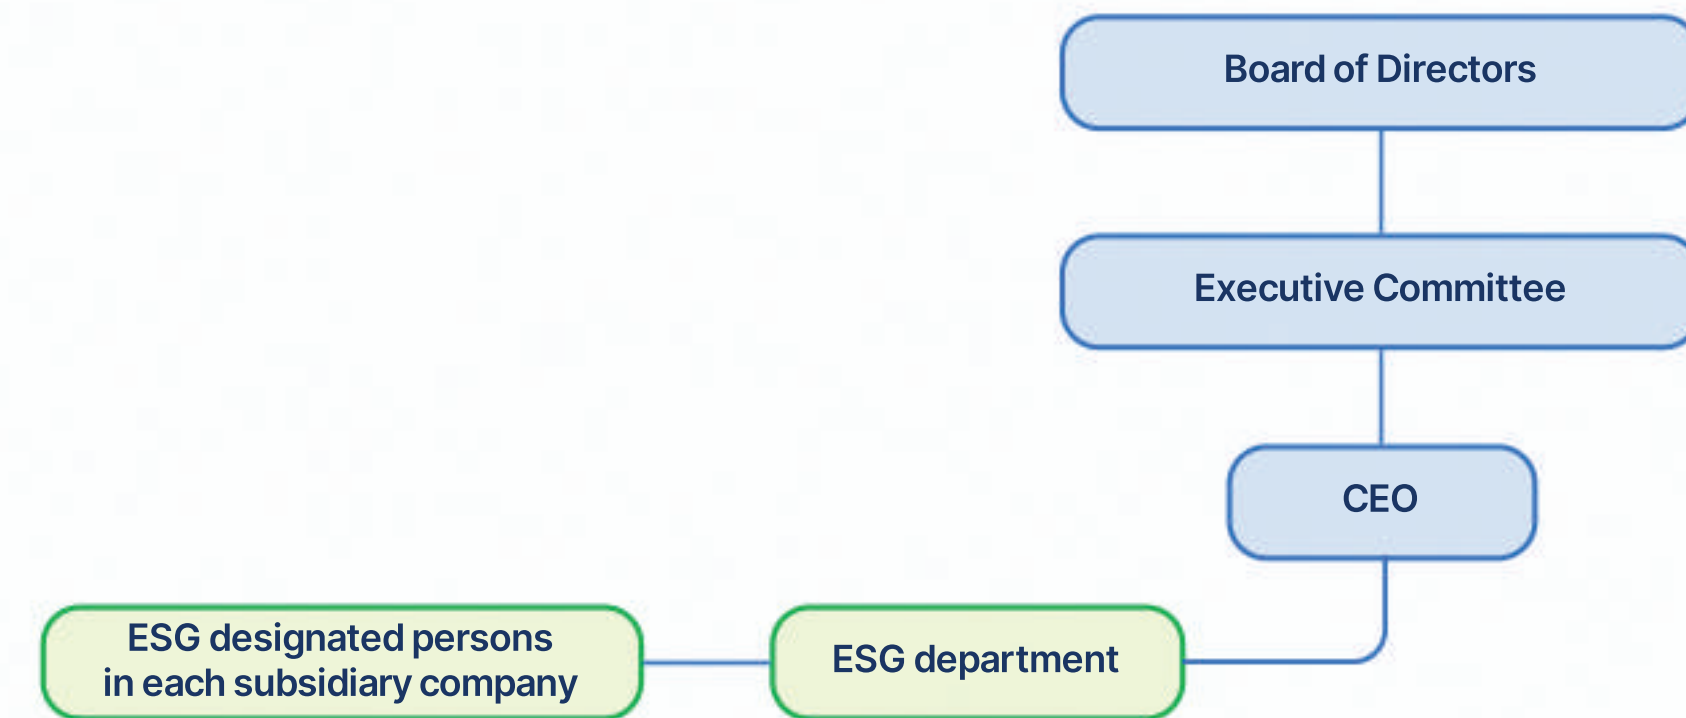 Board of Directors
Executive Committee
CEO
ESG designated persons
in each subsidiary company
ESG department